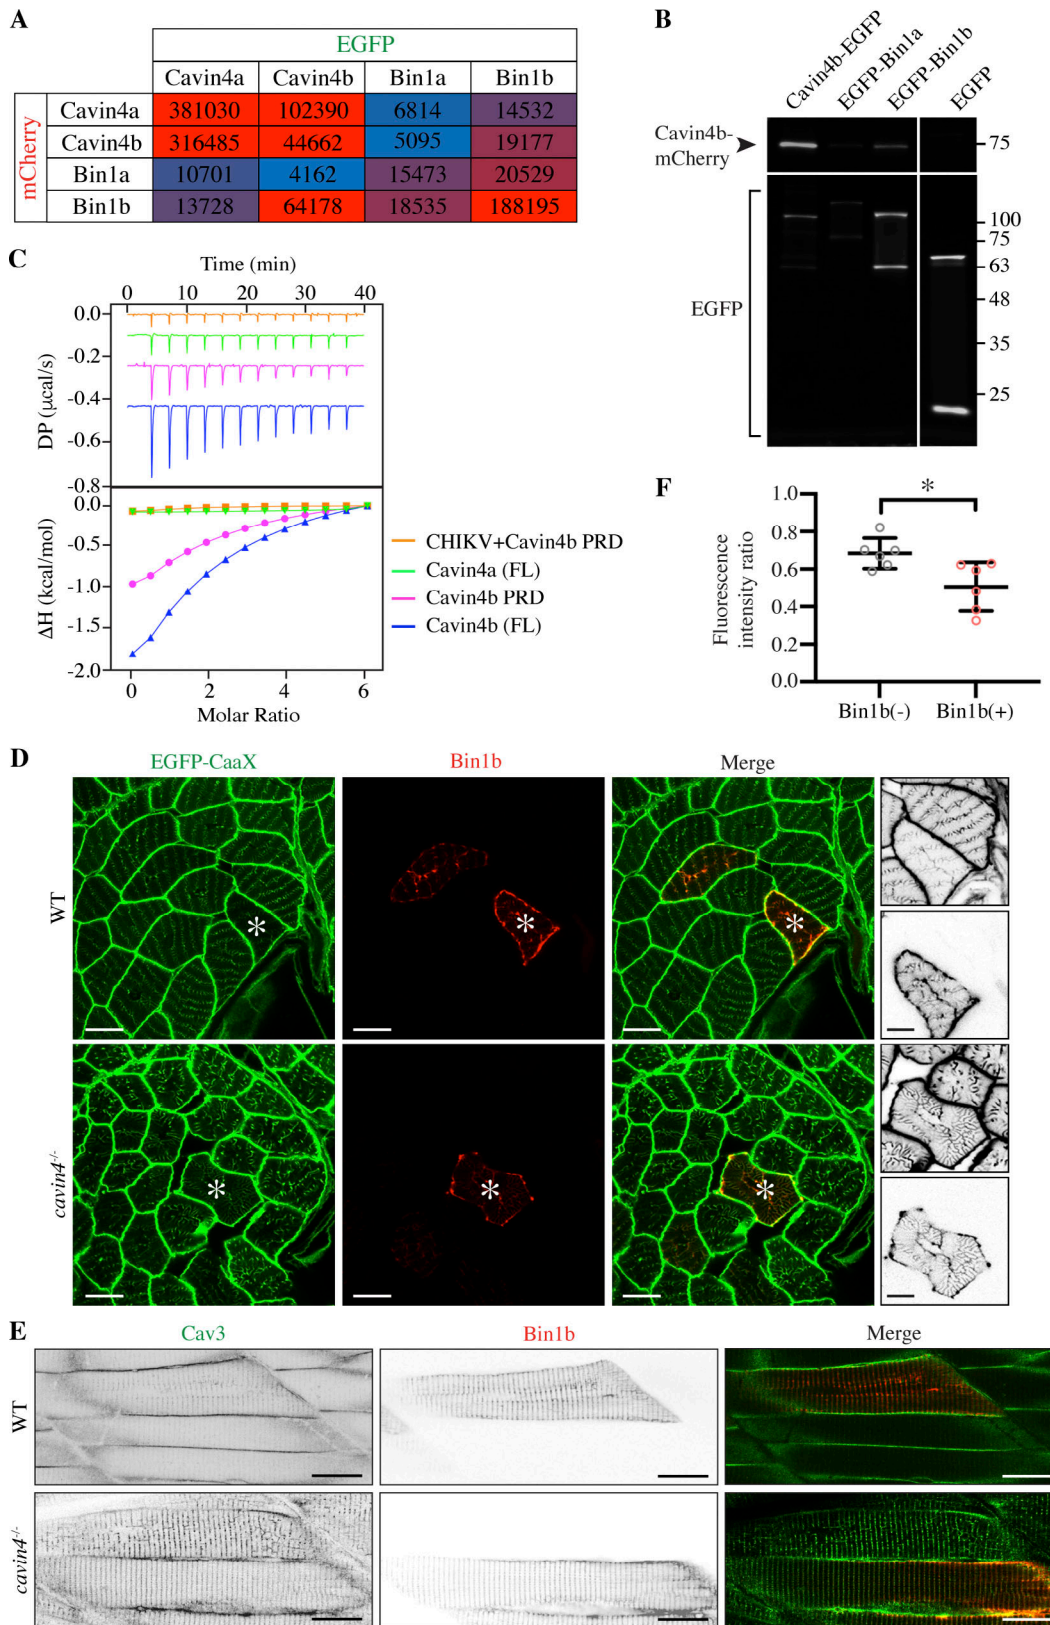 A
EGFP
Cavin4a Cavin4b Bin1a Bin1b
mCherry
Cavin4a 381030 102390 6814 14532
Cavin4b 316485 44662 5095 19177
Bin1a 10701 4162 15473 20529
Bin1b 13728 64178 18535 188195
B
Cavin4b-EGFP
EGFP-Bin1a
EGFP-Bin1b
EGFP
Cavin4b-
mCherry
75
EGFP
100
75
63
48
35
25
C
Time (min)
0 10 20 30 40
DP (μcal/s)
0.0
-0.2
-0.4
-0.6
-0.8
ΔH (kcal/mol)
0.0
-0.5
-1.0
-1.5
-2.0
0 2 4 6
Molar Ratio
CHIKV+Cavin4b PRD
Cavin4a (FL)
Cavin4b PRD
Cavin4b (FL)
F
Fluorescence
intensity ratio
1.0
0.8
0.6
0.4
0.2
0.0
*
Bin1b(-) Bin1b(+)
D
EGFP-CaaX Bin1b Merge
WT
* * *
cavin4-/-
* * *
E
Cav3 Bin1b Merge
WT
cavin4-/-